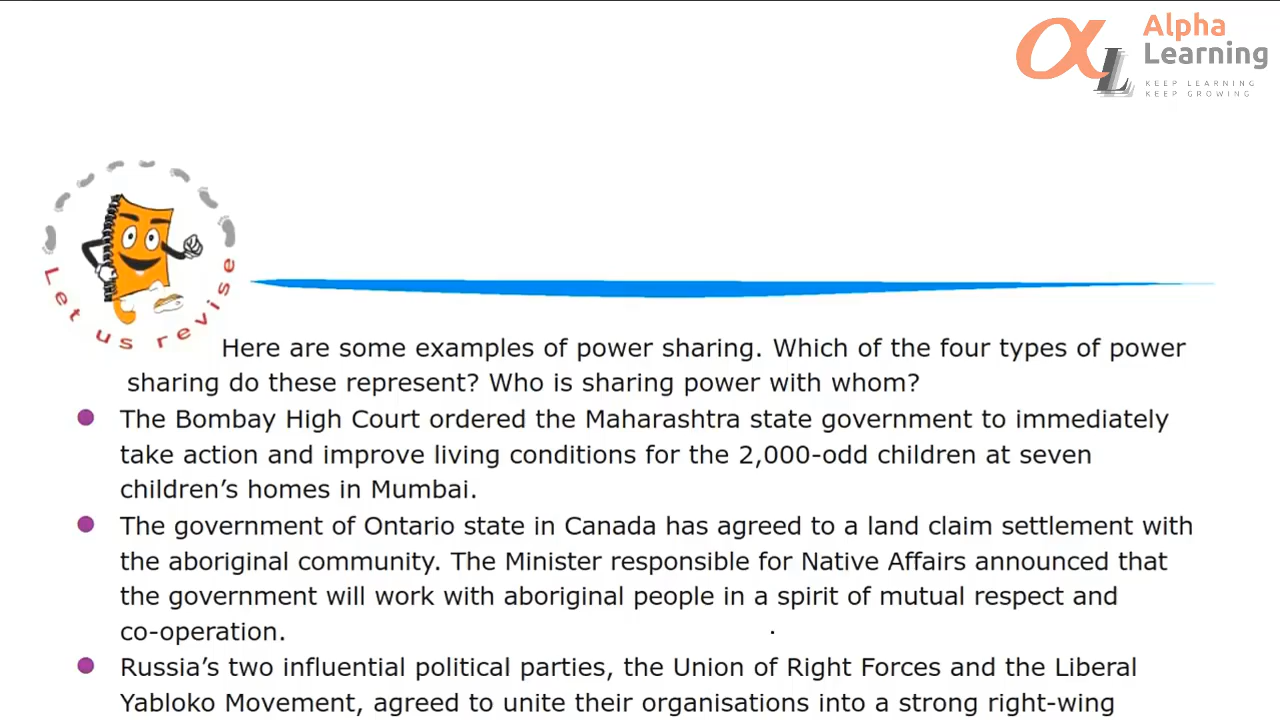 Alpha
Learning
KEEP LEARNING
KEEP GROWING
Let us revise
Here are some examples of power sharing. Which of the four types of power
sharing do these represent? Who is sharing power with whom?
The Bombay High Court ordered the Maharashtra state government to immediately
take action and improve living conditions for the 2,000-odd children at seven
children’s homes in Mumbai.
The government of Ontario state in Canada has agreed to a land claim settlement with
the aboriginal community. The Minister responsible for Native Affairs announced that
the government will work with aboriginal people in a spirit of mutual respect and
co-operation.
Russia’s two influential political parties, the Union of Right Forces and the Liberal
Yabloko Movement, agreed to unite their organisations into a strong right-wing